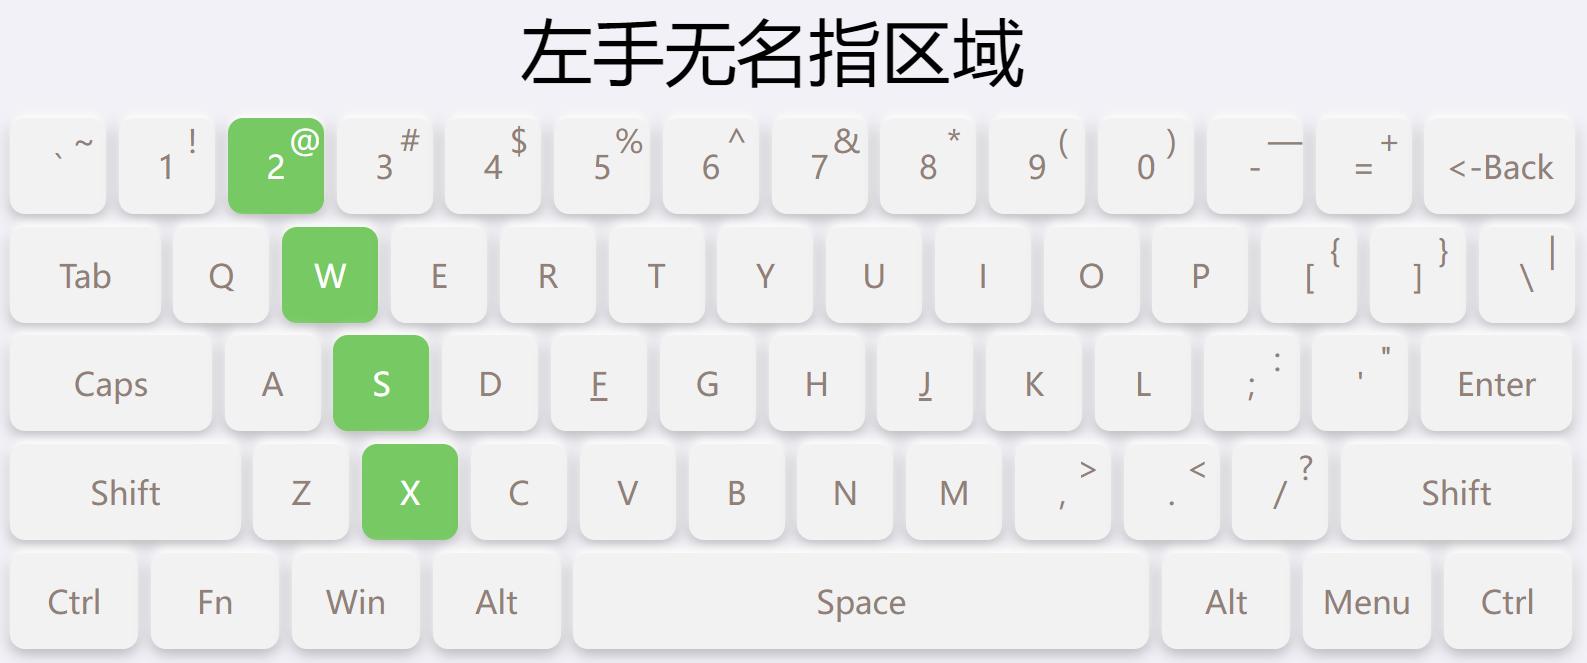 左手无名指区域
` ~ 1 ! 2 @ 3 # 4 $ 5 % 6 ^ 7 & 8 * 9 ( 0 ) - — = + <-Back
Tab Q W E R T Y U I O P [ { ] } \ |
Caps A S D F G H J K L ; : ' " Enter
Shift Z X C V B N M , > . < / ? Shift
Ctrl Fn Win Alt Space Alt Menu Ctrl